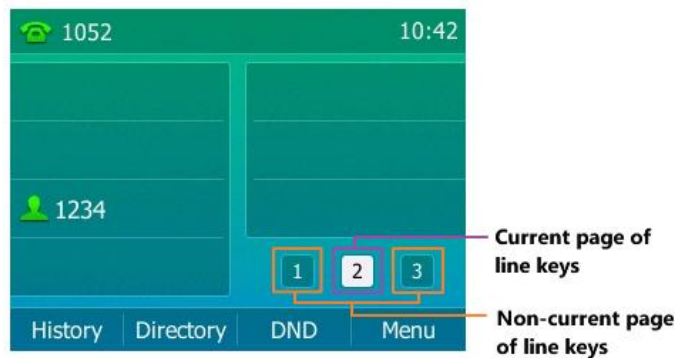 1052 10:42
1234
1 2 3
Current page of
line keys
History Directory DND Menu
Non-current page
of line keys